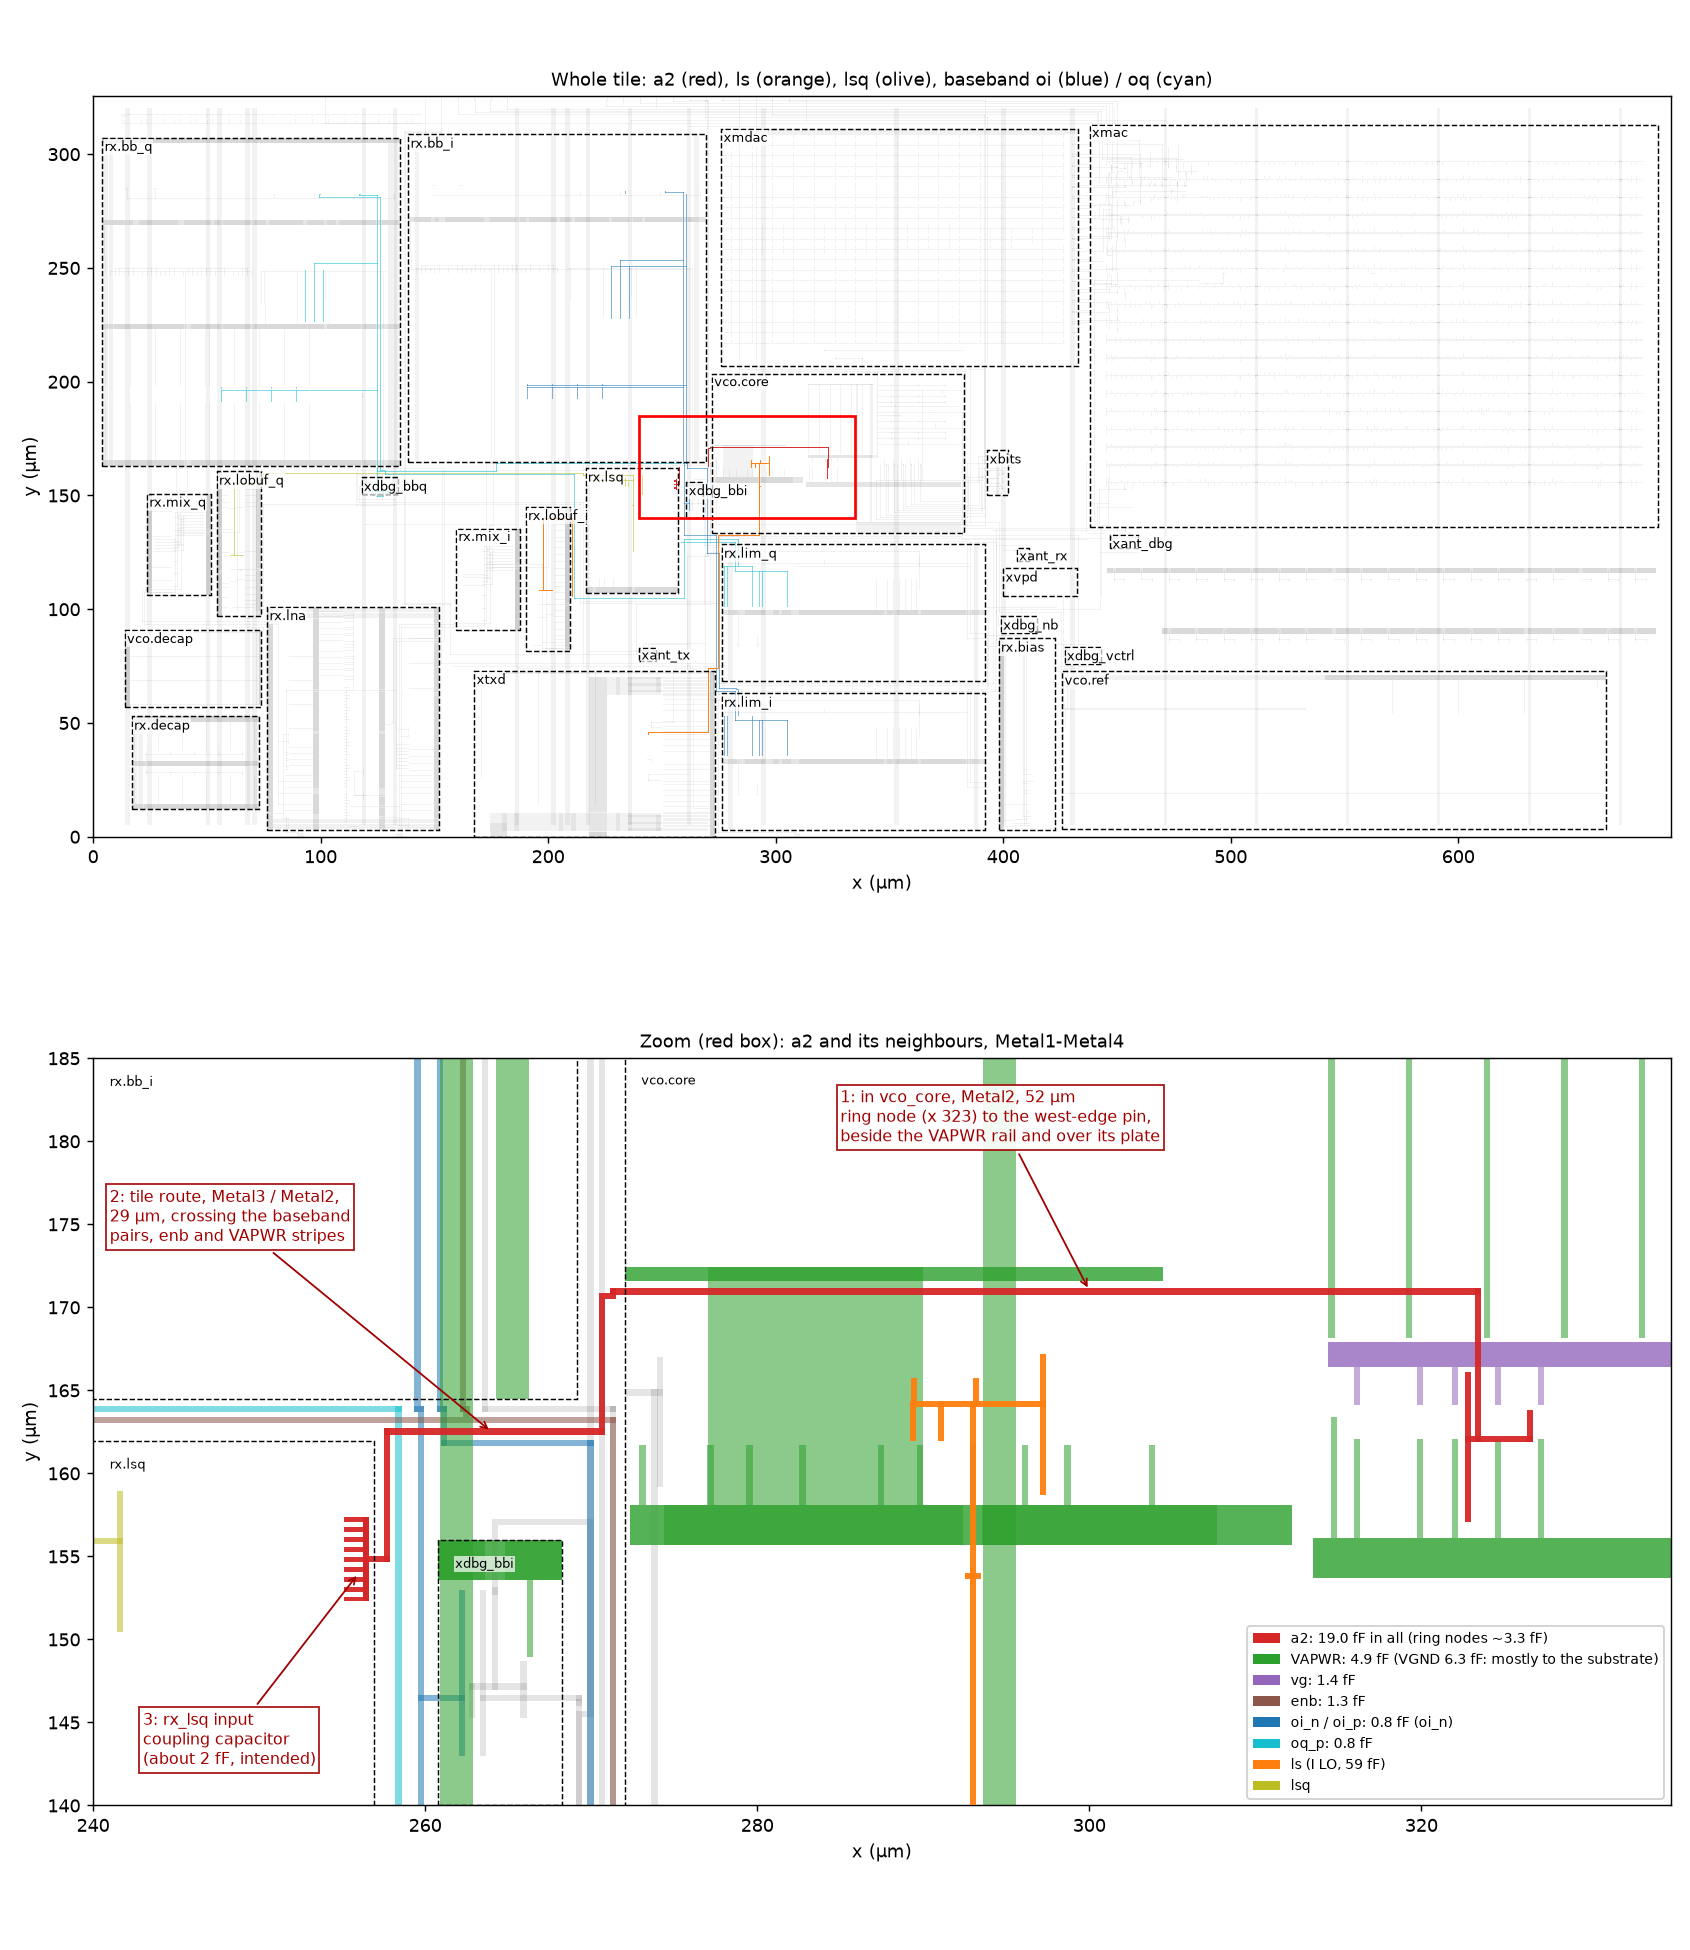 Whole tile: a2 (red), ls (orange), lsq (olive), baseband oi (blue) / oq (cyan)
rx.bb_q
rx.bb_i
xmdac
xmac
vco.core
rx.lobuf_q
xdbg_bbq
rx.lsq
xdbg_bbi
xbits
rx.mix_q
rx.lobuf_i
rx.mix_i
rx.lim_q
xant_rx
xant_dbg
xvpd
rx.lna
vco.decap
xant_tx
xdbg_nb
rx.bias
xdbg_vctrl
xtxd
vco.ref
rx.decap
rx.lim_i
300
250
200
150
100
50
0
y (µm)
0 100 200 300 400 500 600
x (µm)
Zoom (red box): a2 and its neighbours, Metal1-Metal4
rx.bb_i
vco.core
1: in vco_core, Metal2, 52 µm
ring node (x 323) to the west-edge pin,
beside the VAPWR rail and over its plate
2: tile route, Metal3 / Metal2,
29 µm, crossing the baseband
pairs, enb and VAPWR stripes
rx.lsq
xdbg_bbi
3: rx_lsq input
coupling capacitor
(about 2 fF, intended)
a2: 19.0 fF in all (ring nodes ~3.3 fF)
VAPWR: 4.9 fF (VGND 6.3 fF: mostly to the substrate)
vg: 1.4 fF
enb: 1.3 fF
oi_n / oi_p: 0.8 fF (oi_n)
oq_p: 0.8 fF
ls (I LO, 59 fF)
lsq
185
180
175
170
165
160
155
150
145
140
y (µm)
240 260 280 300 320
x (µm)